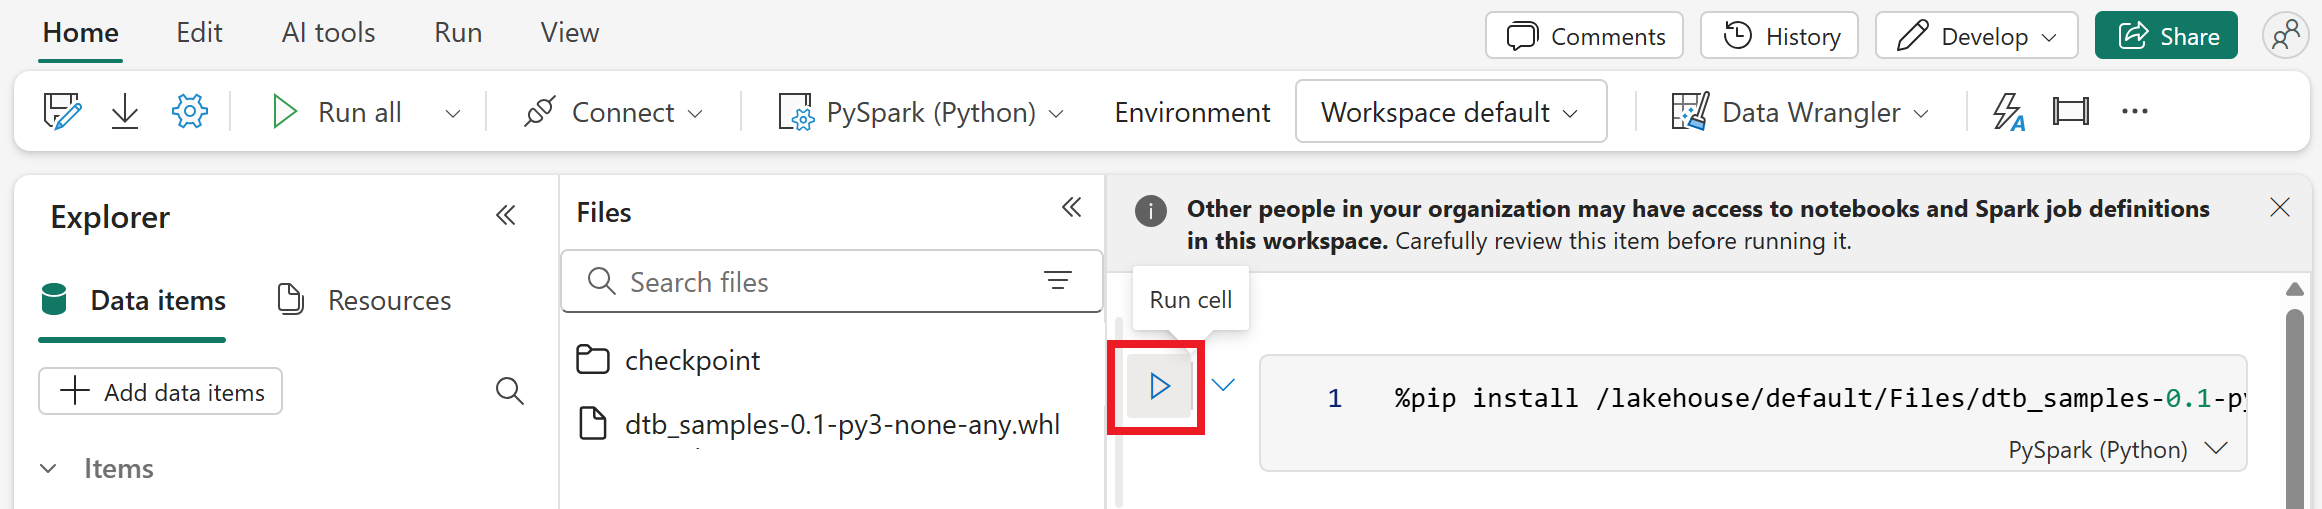 Home Edit AI tools Run View Comments History Develop Share
Run all Connect PySpark (Python) Environment Workspace default Data Wrangler
Explorer
Data items Resources
Add data items
Items
Files
Search files
checkpoint
dtb_samples-0.1-py3-none-any.whl
Other people in your organization may have access to notebooks and Spark job definitions
in this workspace. Carefully review this item before running it.
Run cell
1 %pip install /lakehouse/default/Files/dtb_samples-0.1-py
PySpark (Python)